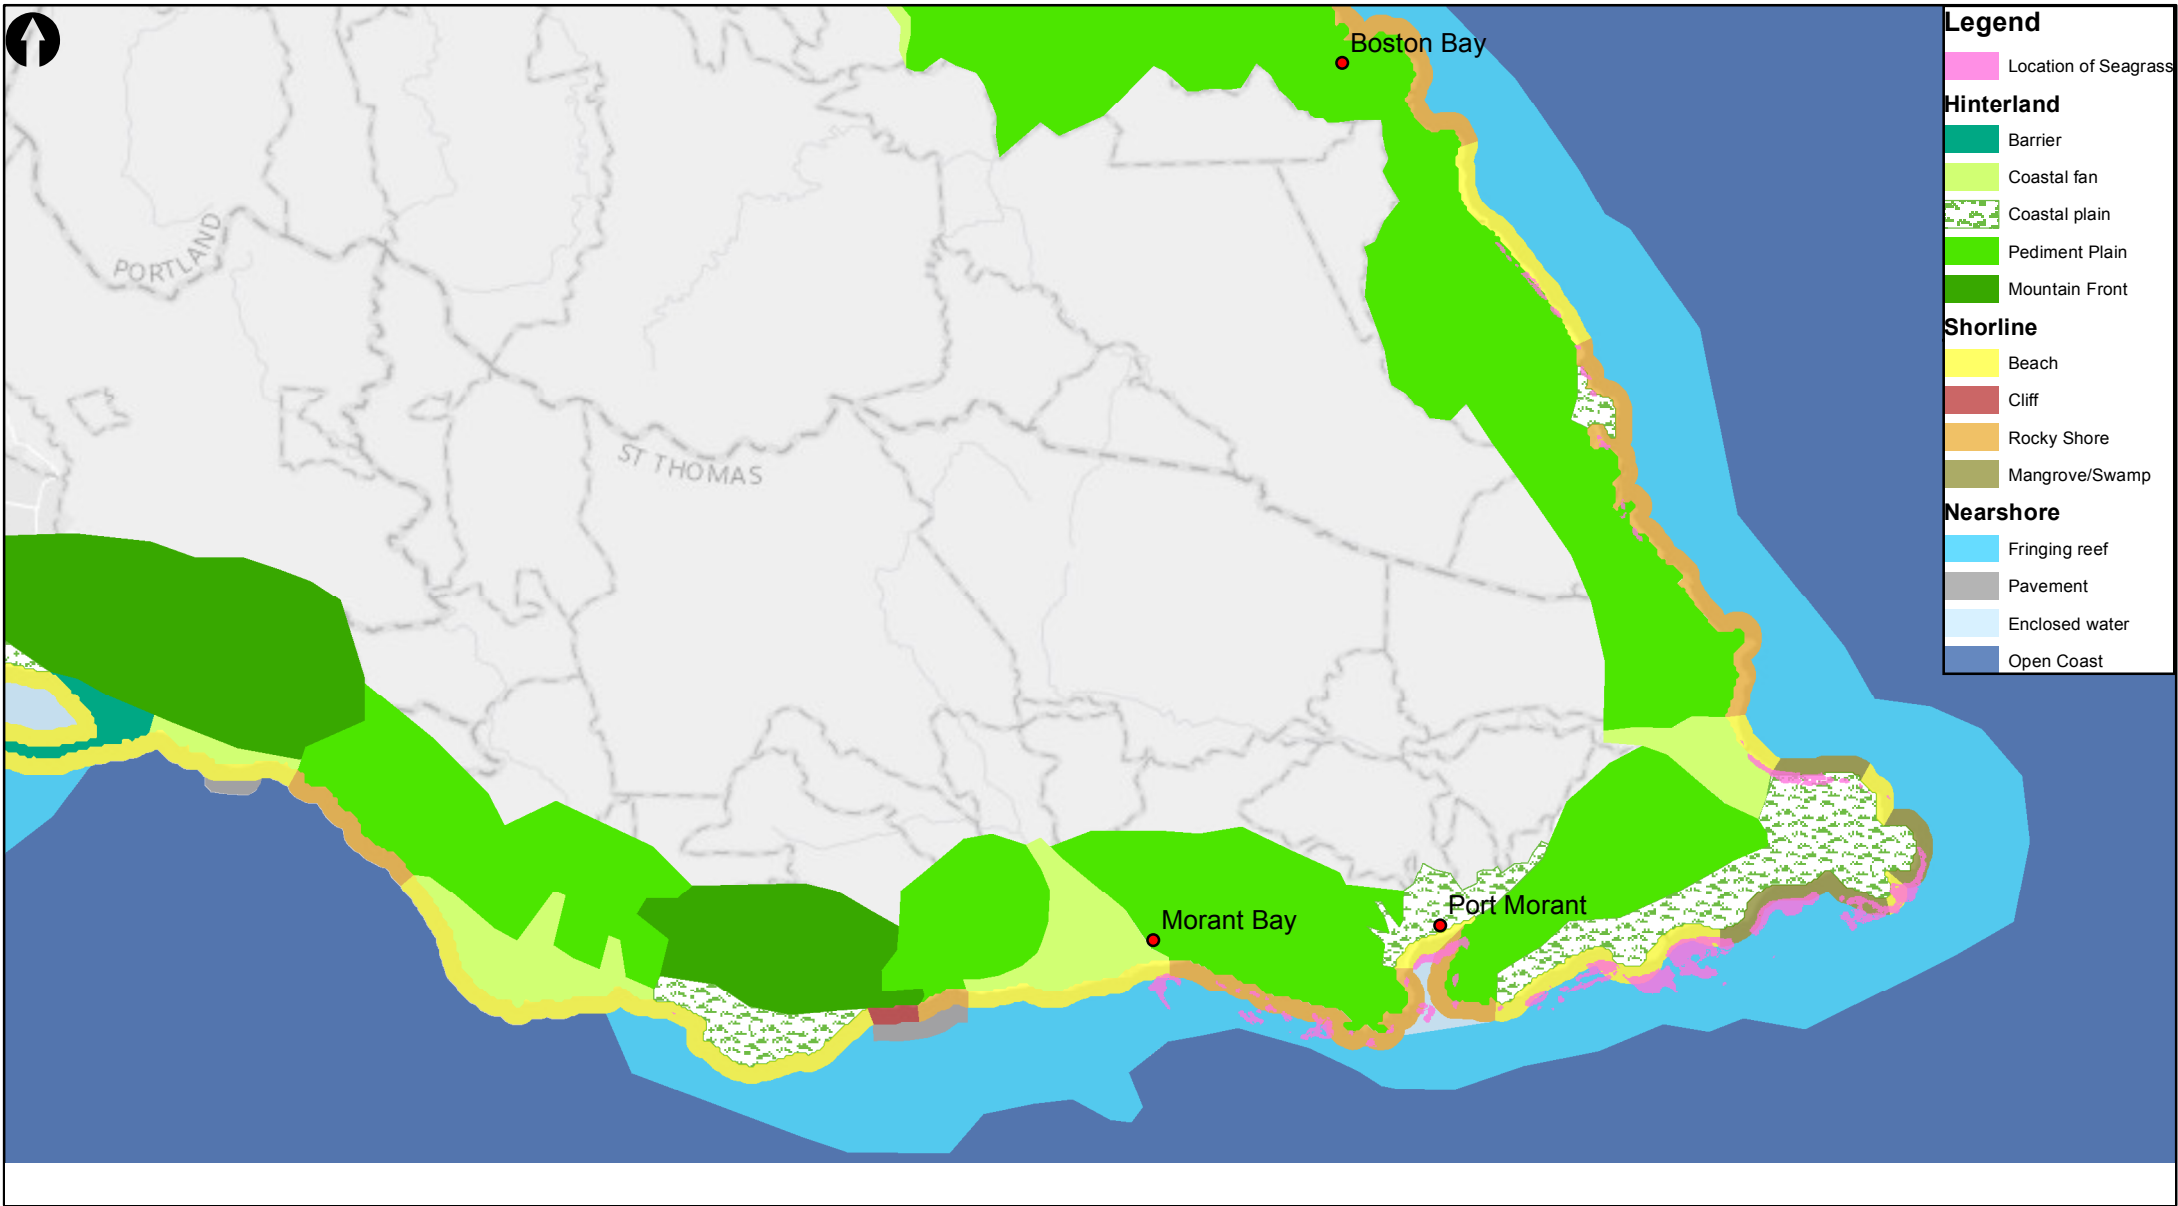 Boston Bay
PORTLAND
ST THOMAS
Morant Bay
Port Morant
Legend
Location of Seagrass
Hinterland
Barrier
Coastal fan
Coastal plain
Pediment Plain
Mountain Front
Shorline
Beach
Cliff
Rocky Shore
Mangrove/Swamp
Nearshore
Fringing reef
Pavement
Enclosed water
Open Coast